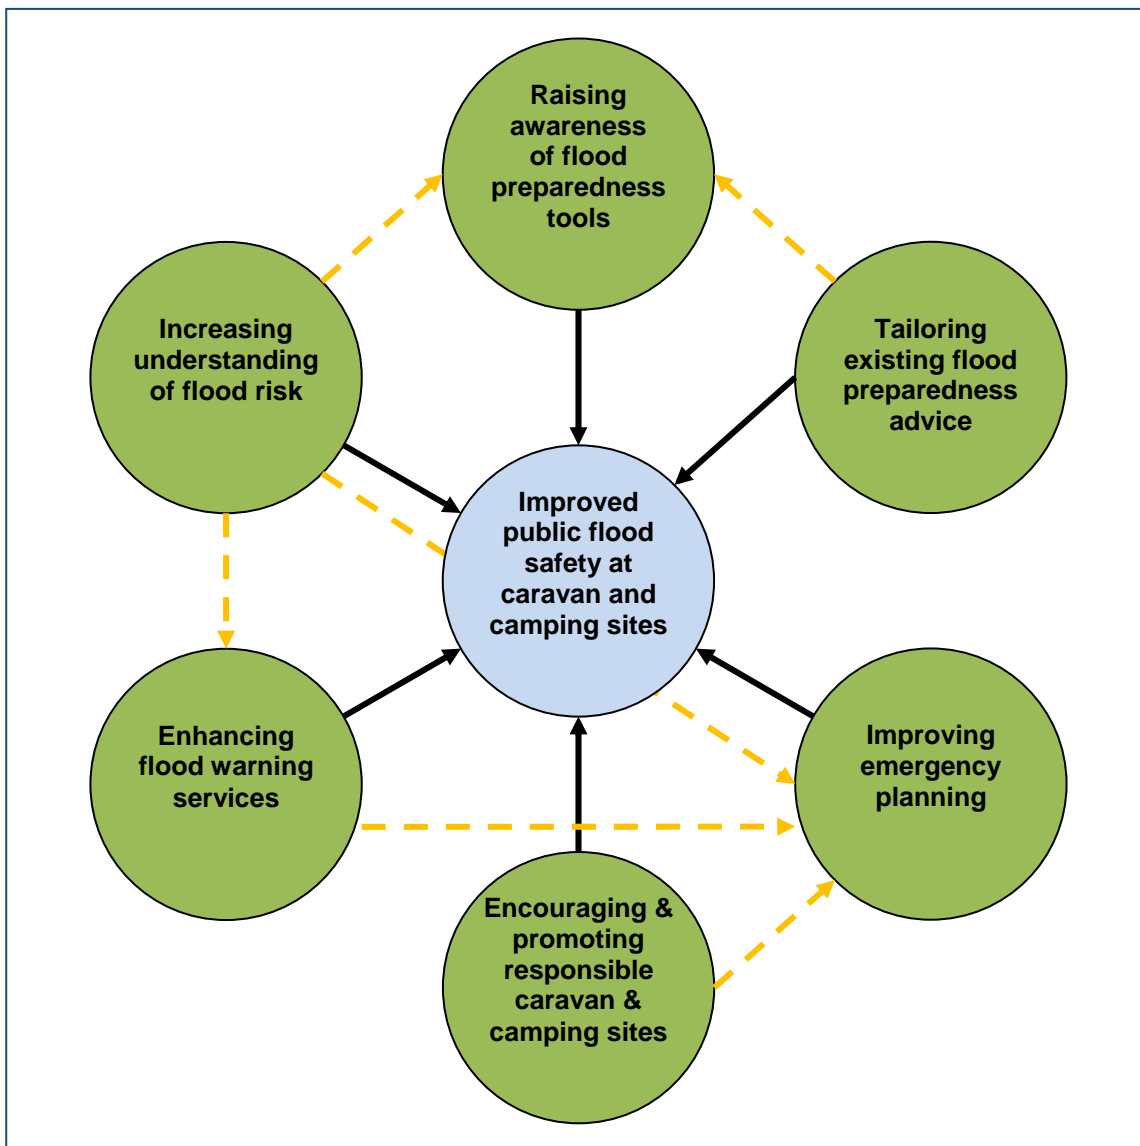 Raising
awareness
of flood
preparedness
tools
Increasing
understanding
of flood risk
Tailoring
existing flood
preparedness
advice
Improved
public flood
safety at
caravan and
camping sites
Enhancing
flood warning
services
Improving
emergency
planning
Encouraging &
promoting
responsible
caravan &
camping sites